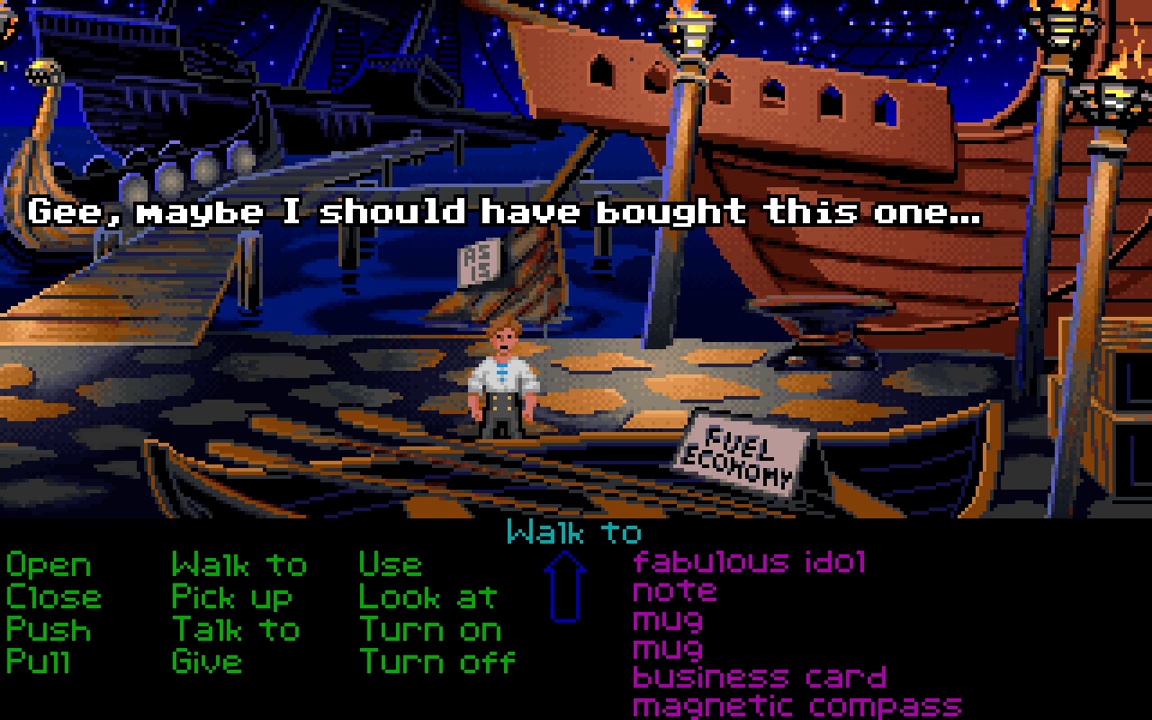 Gee, maybe I should have bought this one...
AS
IS
FUEL
ECONOMY
Walk to
Open Walk to Use fabulous idol
Close Pick up Look at note
Push Talk to Turn on mug
Pull Give Turn off mug
business card
magnetic compass